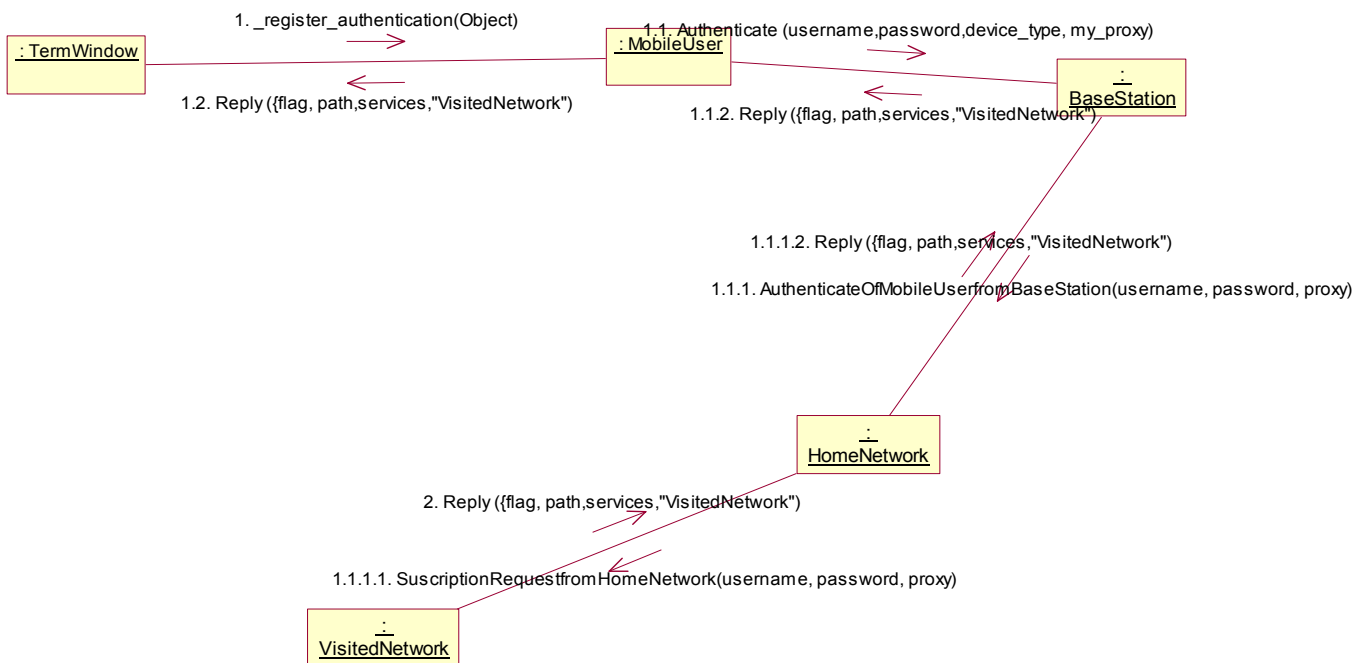 1. _register_authentication(Object)
1.1. Authenticate (username,password,device_type, my_proxy)
: TermWindow
: MobileUser
:
BaseStation
1.2. Reply ({flag, path,services,"VisitedNetwork")
1.1.2. Reply ({flag, path,services,"VisitedNetwork")
1.1.1.2. Reply ({flag, path,services,"VisitedNetwork")
1.1.1. AuthenticateOfMobileUserfromBaseStation(username, password, proxy)
:
HomeNetwork
2. Reply ({flag, path,services,"VisitedNetwork")
1.1.1.1. SuscriptionRequestfromHomeNetwork(username, password, proxy)
:
VisitedNetwork